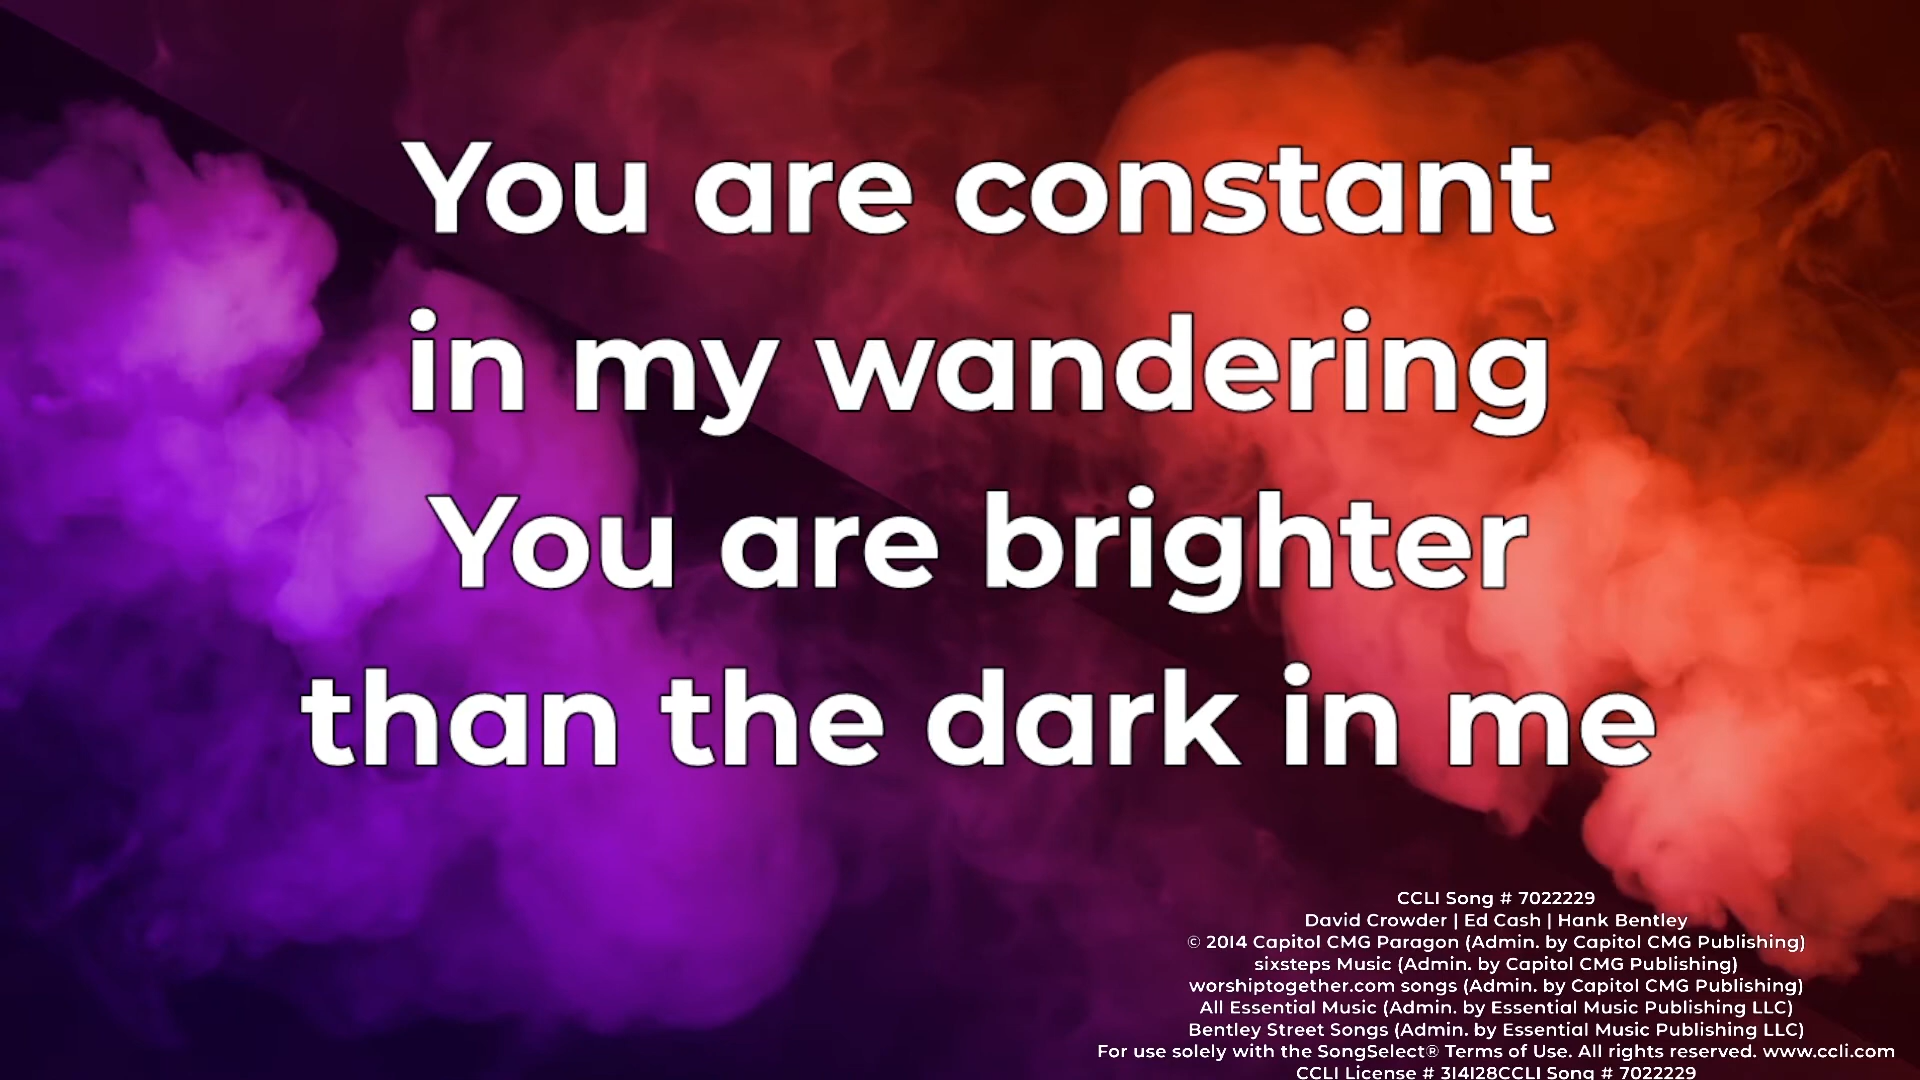 You are constant
in my wandering
You are brighter
than the dark in me
CCLI Song # 7022229
David Crowder | Ed Cash | Hank Bentley
© 2014 Capitol CMG Paragon (Admin. by Capitol CMG Publishing)
sixsteps Music (Admin. by Capitol CMG Publishing)
worshiptogether.com songs (Admin. by Capitol CMG Publishing)
All Essential Music (Admin. by Essential Music Publishing LLC)
Bentley Street Songs (Admin. by Essential Music Publishing LLC)
For use solely with the SongSelect® Terms of Use. All rights reserved. www.ccli.com
CCLI License # 314128CCLI Song # 7022229